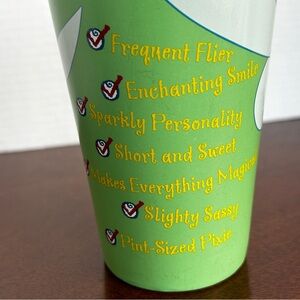 Frequent Flier
Enchanting Smile
Sparkly Personality
Short and Sweet
Makes Everything Magical
Slighty Sassy
Pint-Sized Pixie